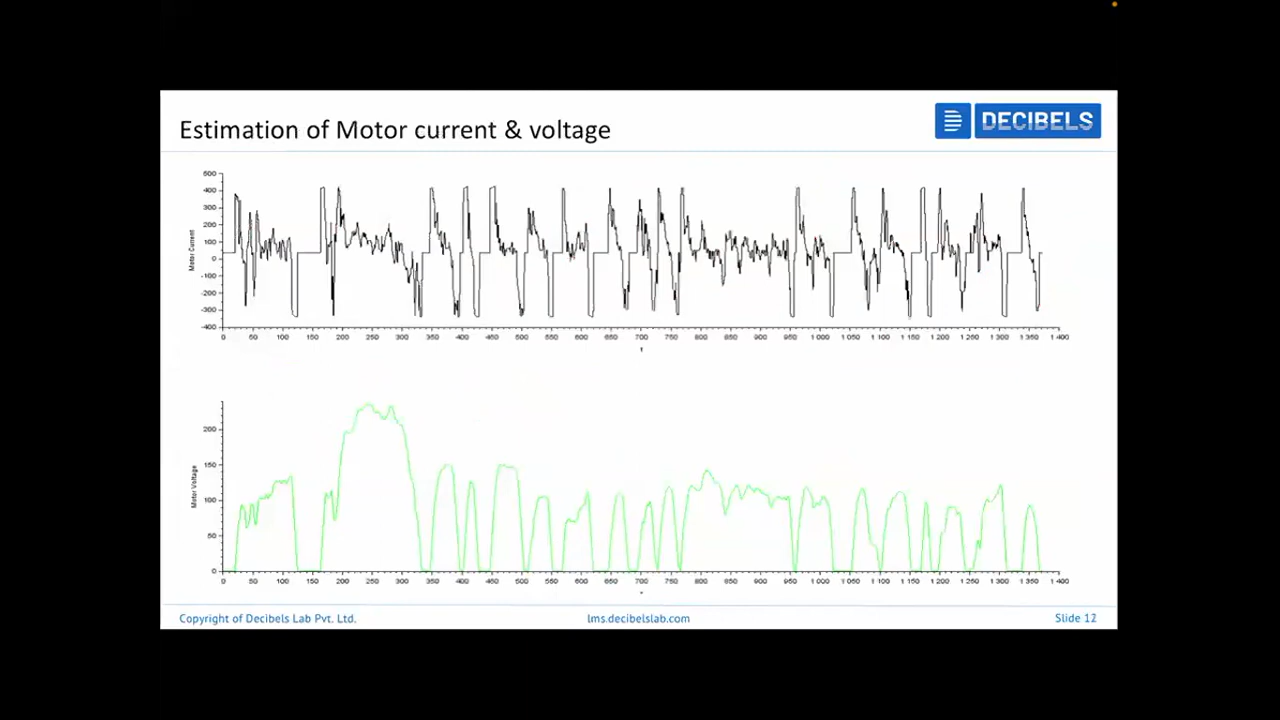 Estimation of Motor current & voltage
DECIBELS
500
400
300
200
100
0
-100
-200
-300
-400
Motor Current
0 50 100 150 200 250 300 350 400 450 500 550 600 650 700 750 800 850 900 950 1 000 1 050 1 100 1 150 1 200 1 250 1 300 1 350 1 400
t
200
150
100
50
0
Motor Voltage
0 50 100 150 200 250 300 350 400 450 500 550 600 650 700 750 800 850 900 950 1 000 1 050 1 100 1 150 1 200 1 250 1 300 1 350 1 400
Copyright of Decibels Lab Pvt. Ltd.
lms.decibelslab.com
Slide 12